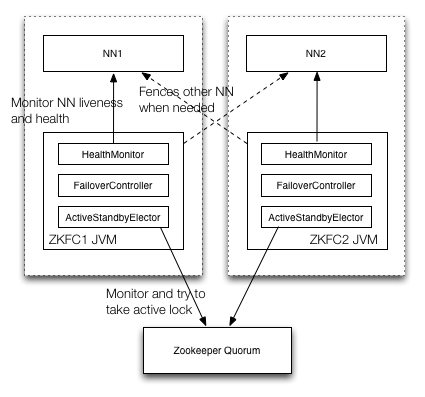 NN1
NN2
Monitor NN liveness
and health
Fences other NN
when needed
HealthMonitor
FailoverController
ActiveStandbyElector
ZKFC1 JVM
HealthMonitor
FailoverController
ActiveStandbyElector
ZKFC2 JVM
Monitor and try to
take active lock
Zookeeper Quorum